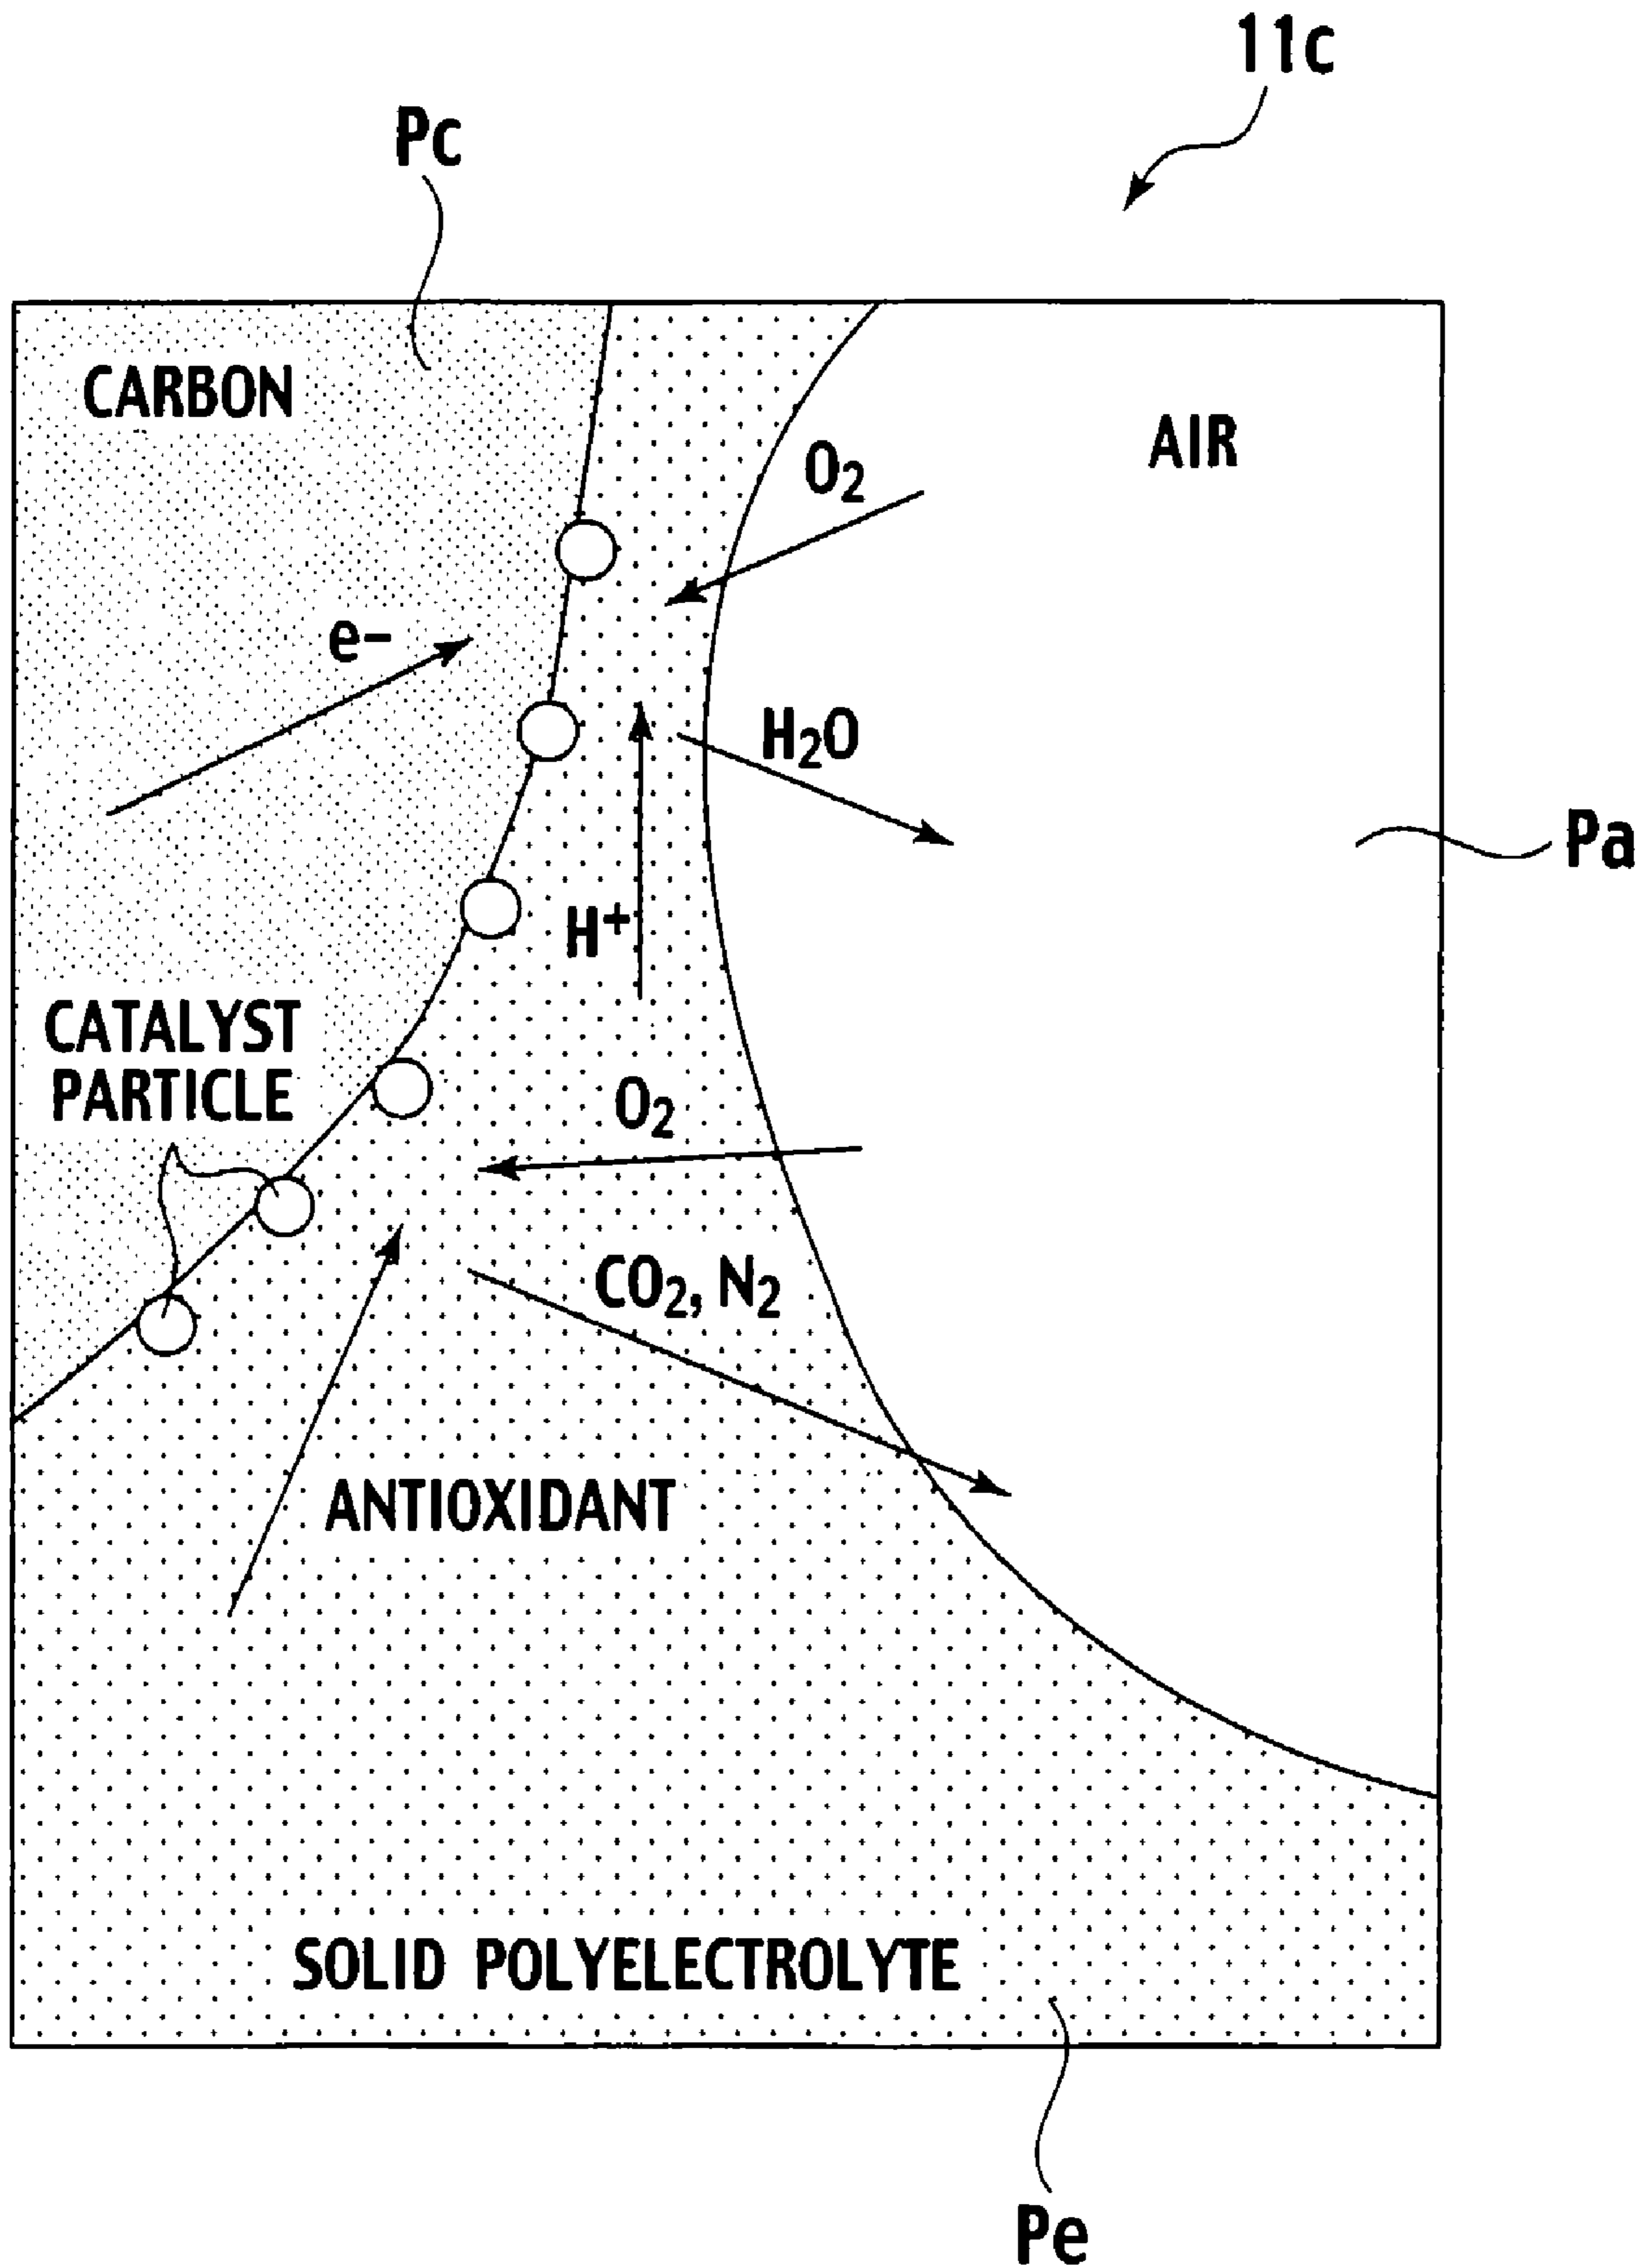 11c
Pc
CARBON
AIR
O₂
e−
H₂O
Pa
H⁺
CATALYST
PARTICLE
O₂
CO₂, N₂
ANTIOXIDANT
SOLID POLYELECTROLYTE
Pe